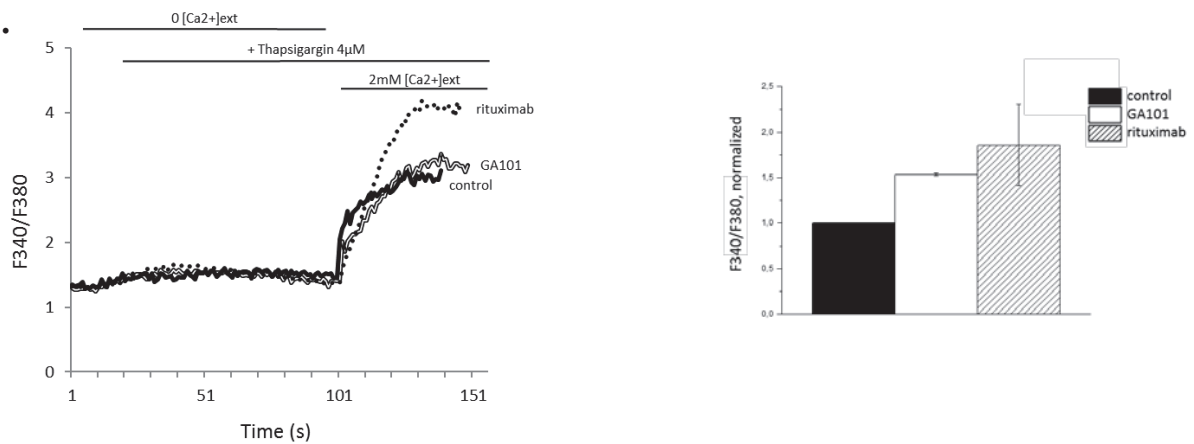 0 [Ca2+]ext
+ Thapsigargin 4µM
2mM [Ca2+]ext
rituximab
GA101
control
F340/F380
5
4
3
2
1
0
1
51
101
151
Time (s)
F340/F380, normalized
2,5
2,0
1,5
1,0
0,5
0,0
control
GA101
rituximab